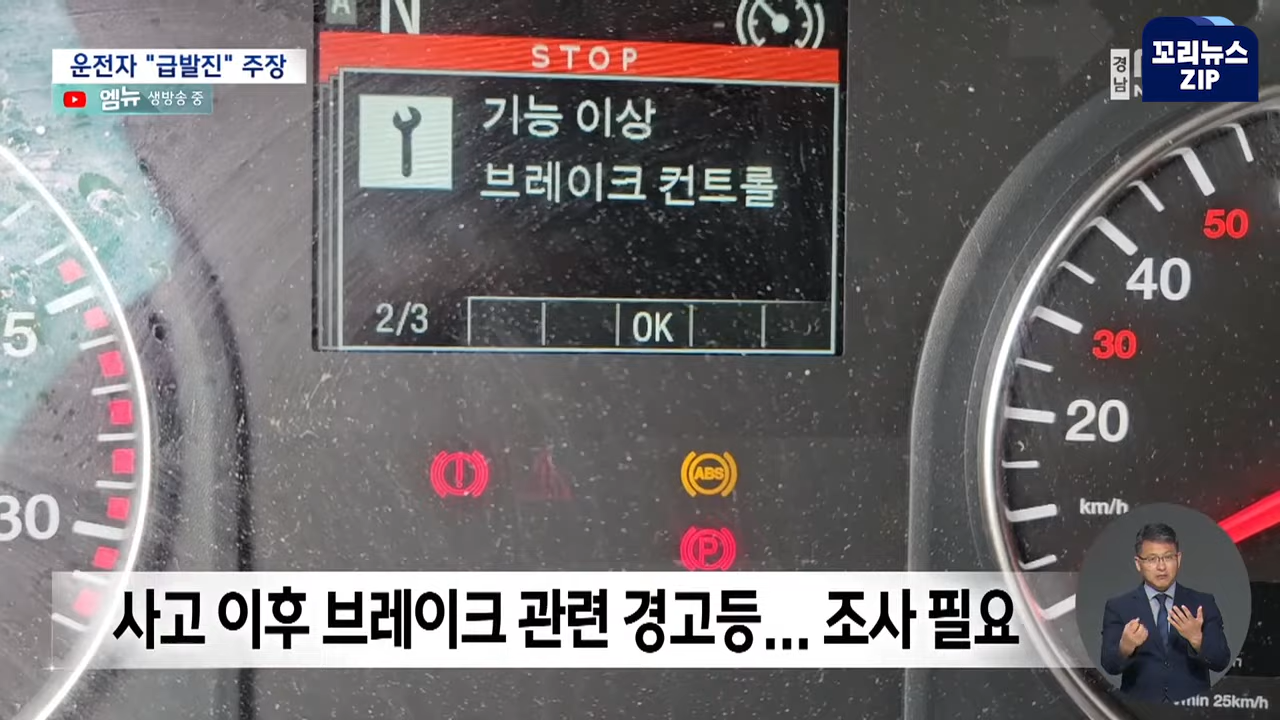 A N
STOP
운전자 "급발진" 주장
엠뉴 생방송 중
경남
꼬리뉴스
ZIP
기능 이상
브레이크 컨트롤
2/3
OK
5
30
50
40
30
20
km/h
ABS
P
사고 이후 브레이크 관련 경고등... 조사 필요
min 25km/h